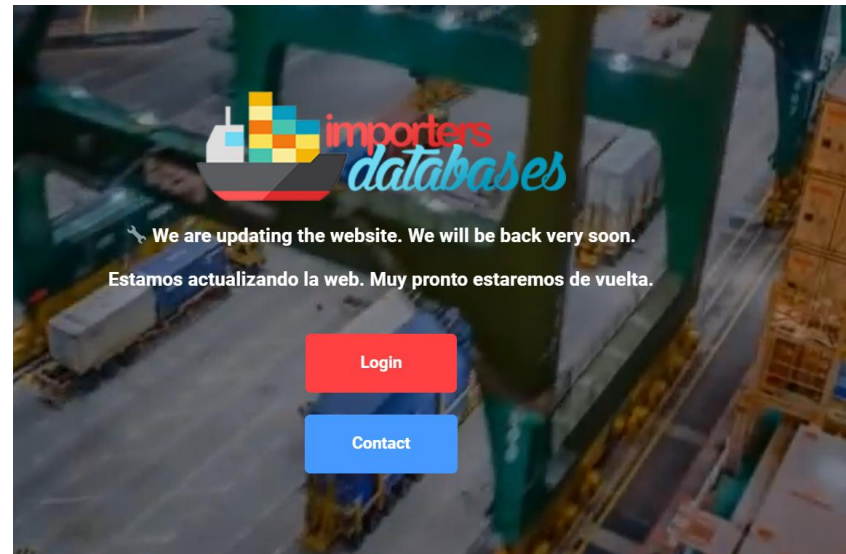 importers
databases
🔧 We are updating the website. We will be back very soon.
Estamos actualizando la web. Muy pronto estaremos de vuelta.
Login
Contact